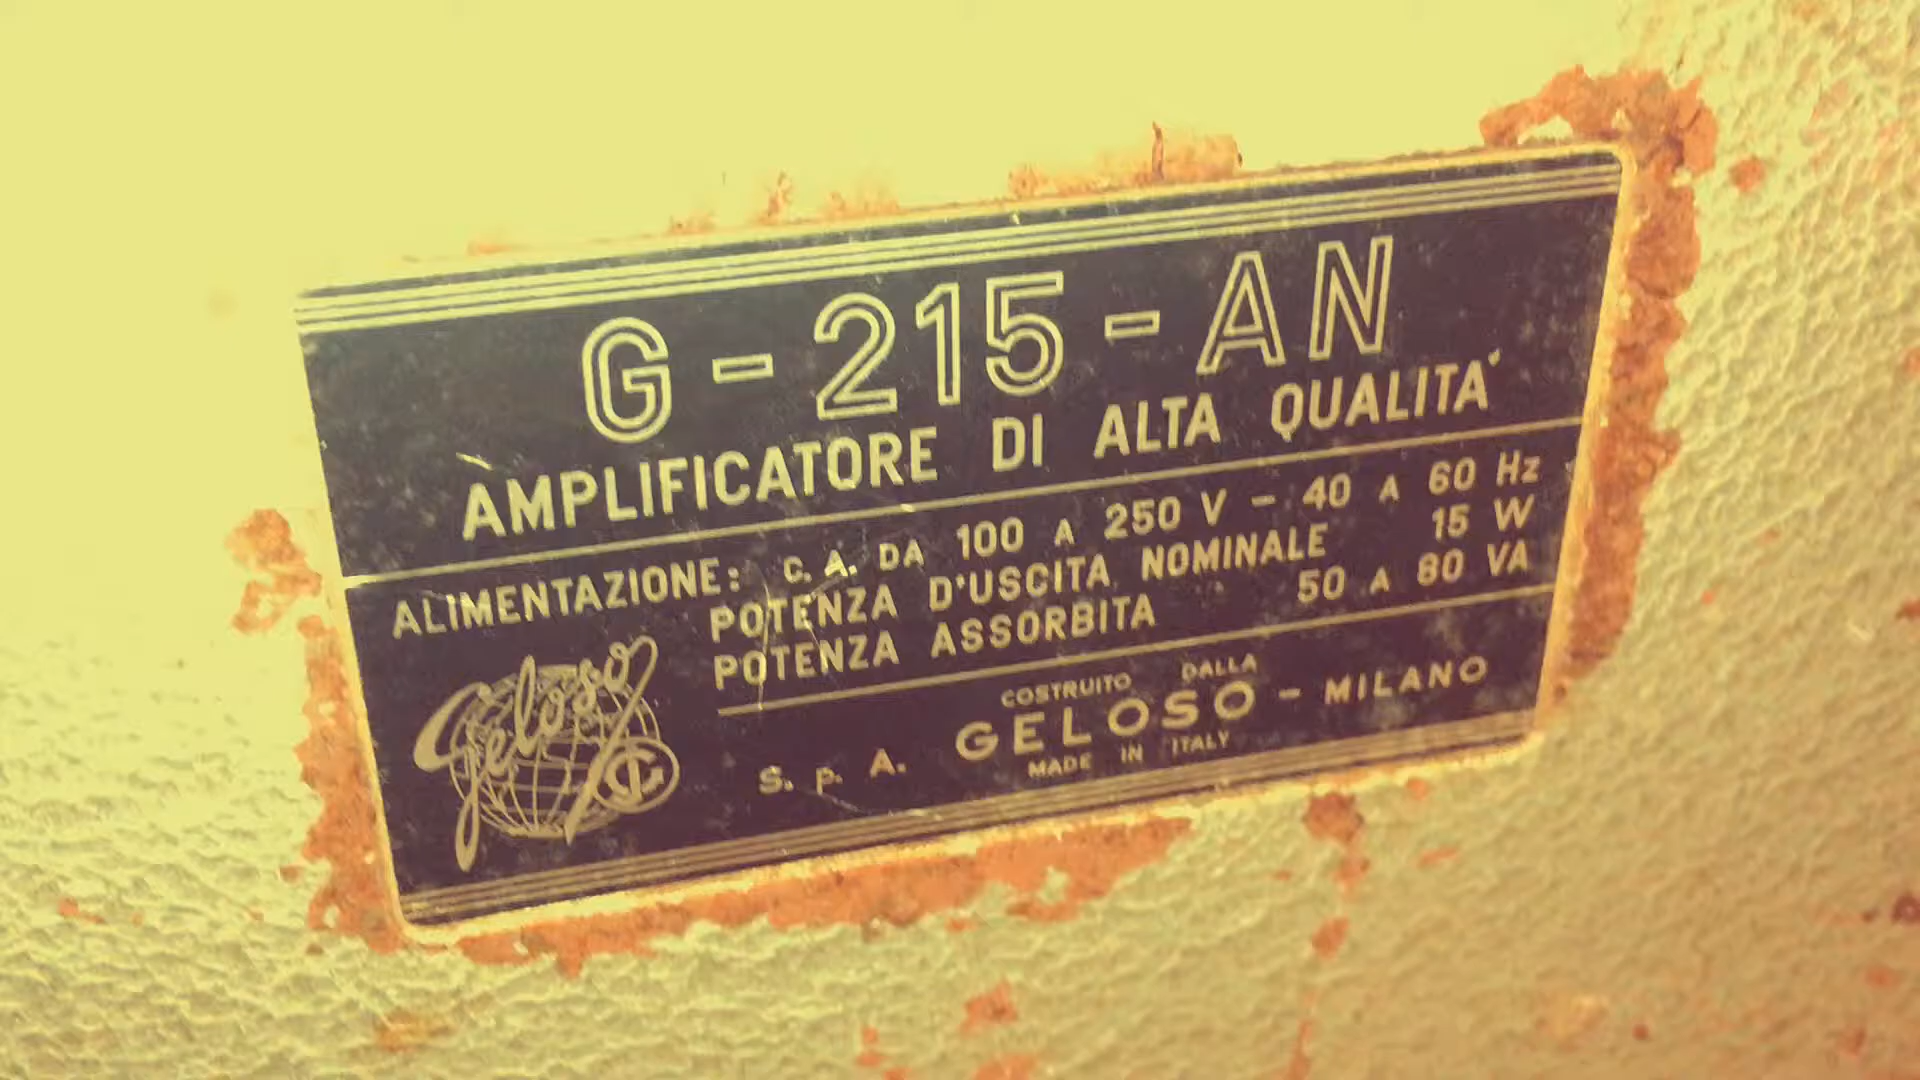 G-215-AN
AMPLIFICATORE DI ALTA QUALITA'
ALIMENTAZIONE: C.A. DA 100 A 250 V - 40 A 60 Hz
POTENZA D'USCITA NOMINALE 15 W
POTENZA ASSORBITA 50 A 80 VA
Geloso
COSTRUITO DALLA
S.p.A. GELOSO - MILANO
MADE IN ITALY